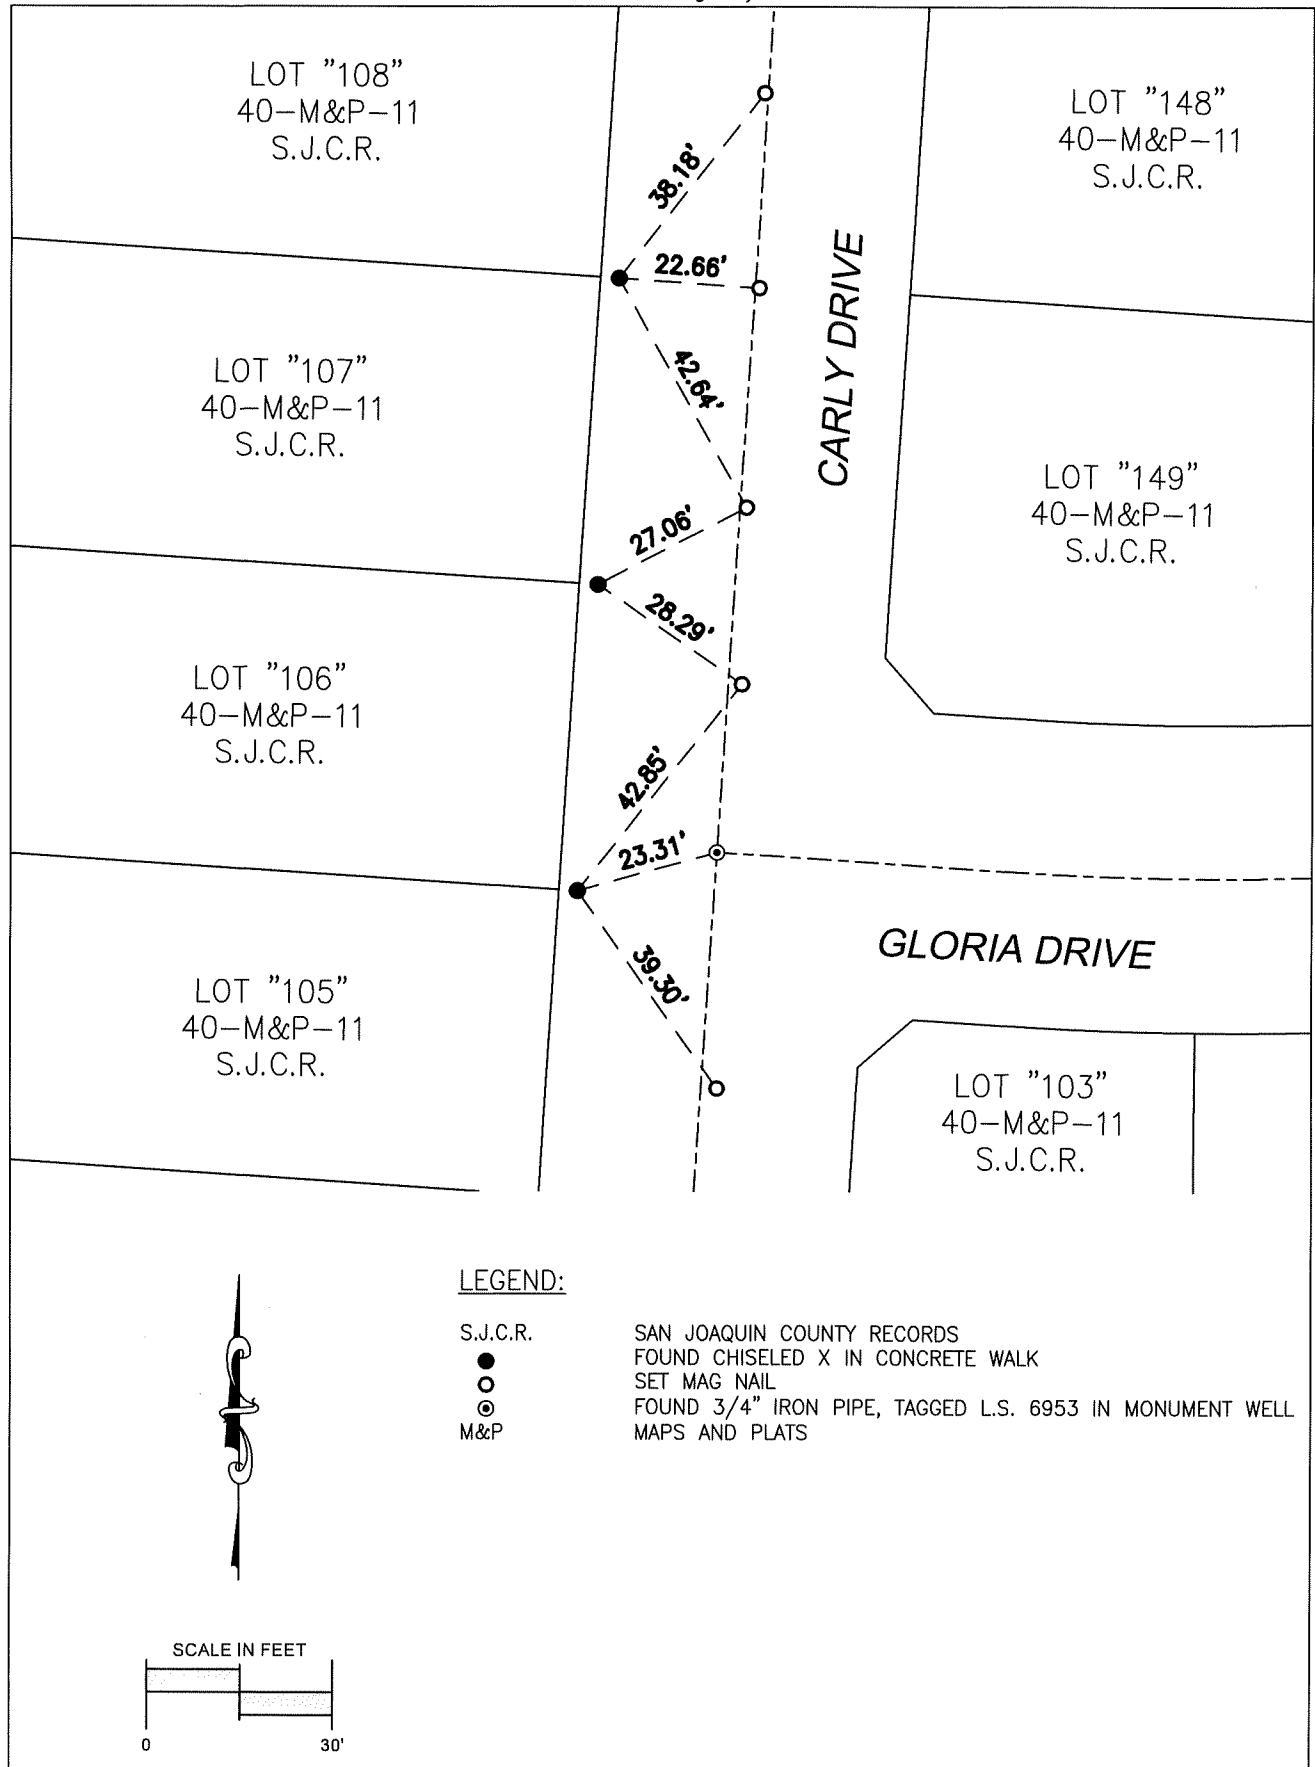 LOT "108"
40-M&P-11
S.J.C.R.
LOT "148"
40-M&P-11
S.J.C.R.
38.18'
22.66'
42.64'
CARLY DRIVE
LOT "107"
40-M&P-11
S.J.C.R.
LOT "149"
40-M&P-11
S.J.C.R.
27.06'
28.29'
LOT "106"
40-M&P-11
S.J.C.R.
42.85'
23.31'
39.30'
GLORIA DRIVE
LOT "105"
40-M&P-11
S.J.C.R.
LOT "103"
40-M&P-11
S.J.C.R.
LEGEND:
S.J.C.R. SAN JOAQUIN COUNTY RECORDS
FOUND CHISELED X IN CONCRETE WALK
SET MAG NAIL
FOUND 3/4" IRON PIPE, TAGGED L.S. 6953 IN MONUMENT WELL
M&P MAPS AND PLATS
SCALE IN FEET
0 30'